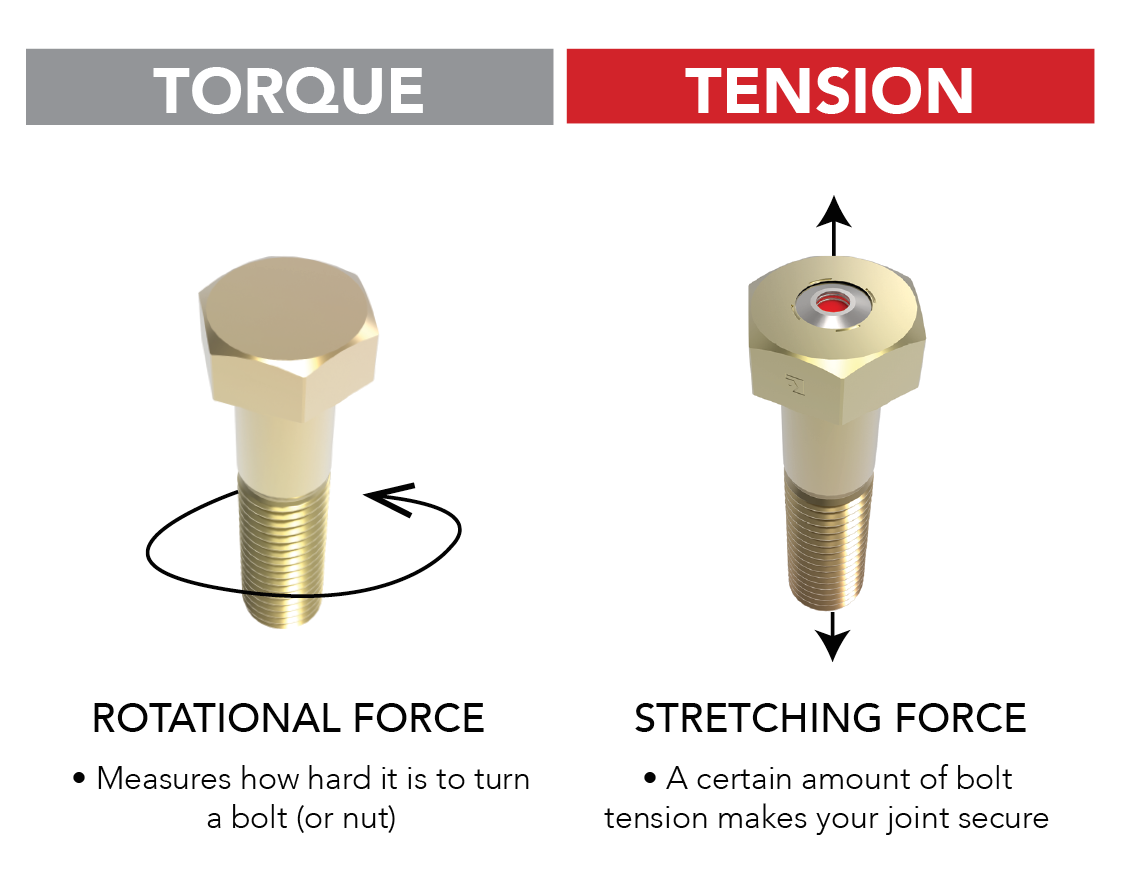 TORQUE
TENSION
ROTATIONAL FORCE
• Measures how hard it is to turn
a bolt (or nut)
STRETCHING FORCE
• A certain amount of bolt
tension makes your joint secure